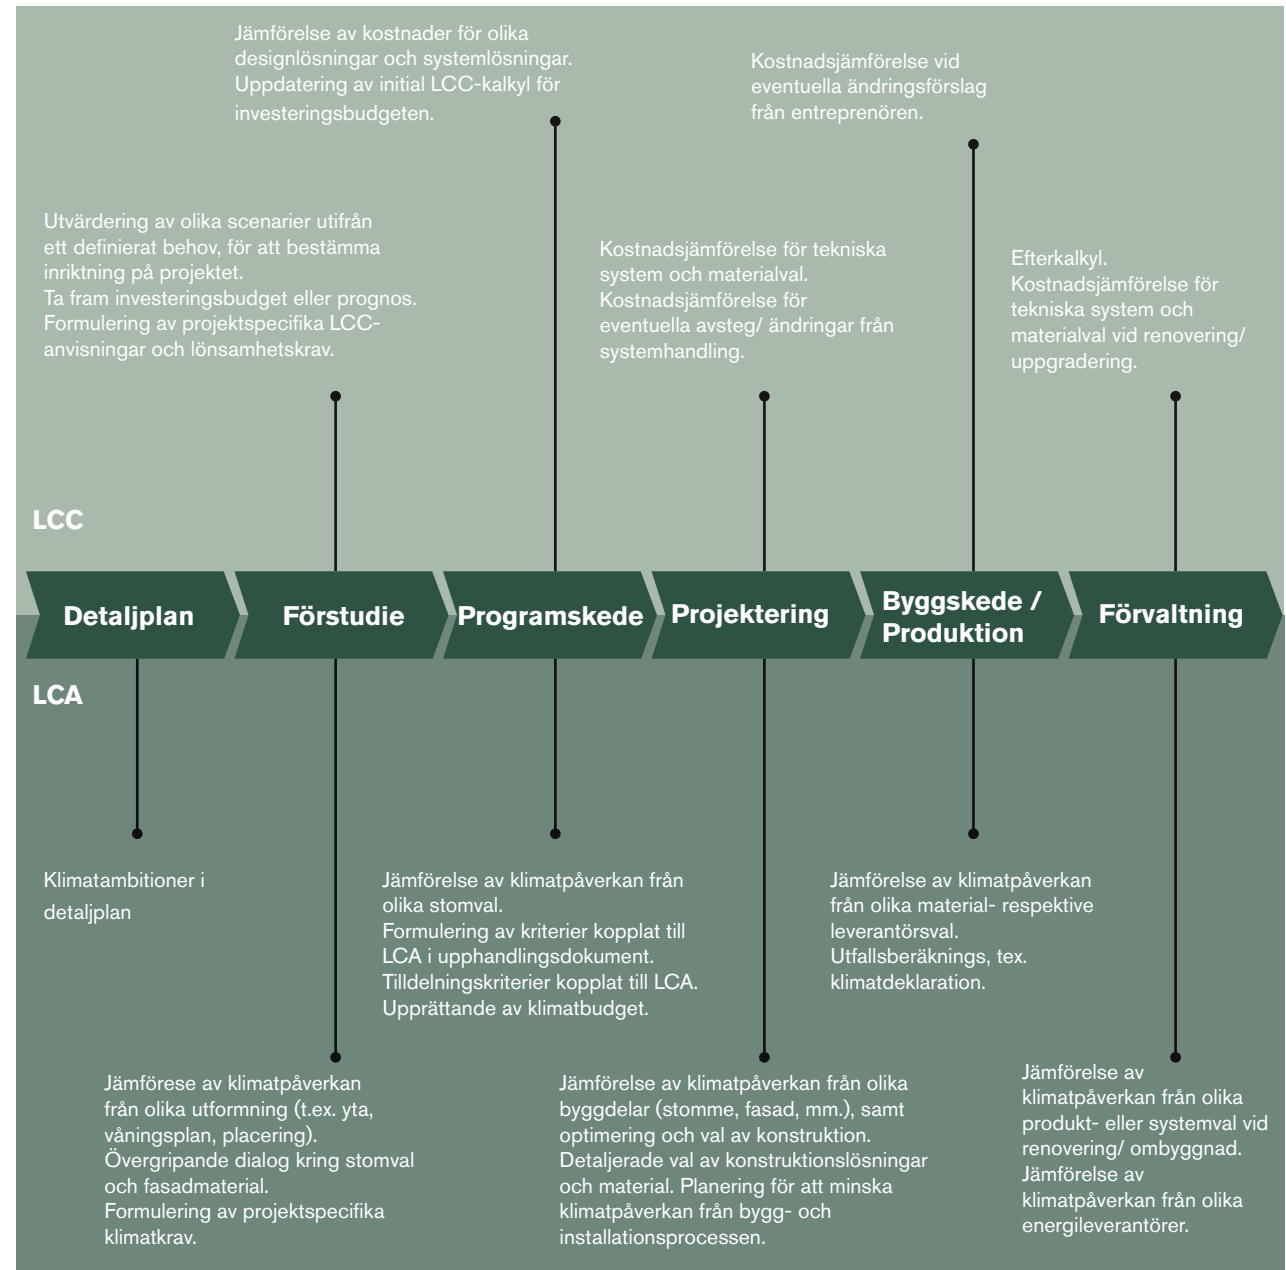 Jämförelse av kostnader för olika
designlösningar och systemlösningar.
Uppdatering av initial LCC-kalkyl för
investeringsbudgeten.
Kostnadsjämförelse vid
eventuella ändringsförslag
från entreprenören.
Utvärdering av olika scenarier utifrån
ett definierat behov, för att bestämma
inriktning på projektet.
Ta fram investeringsbudget eller prognos.
Formulering av projektspecifika LCC-
anvisningar och lönsamhetskrav.
Kostnadsjämförelse för tekniska
system och materialval.
Kostnadsjämförelse för
eventuella avsteg/ ändringar från
systemhandling.
Efterkalkyl.
Kostnadsjämförelse för
tekniska system och
materialval vid renovering/
uppgradering.
LCC
Detaljplan
Förstudie
Programskede
Projektering
Byggskede /
Produktion
Förvaltning
LCA
Klimatambitioner i
detaljplan
Jämförelse av klimatpåverkan från
olika stomval.
Formulering av kriterier kopplat till
LCA i upphandlingsdokument.
Tilldelningskriterier kopplat till LCA.
Upprättande av klimatbudget.
Jämförelse av klimatpåverkan
från olika material- respektive
leverantörsval.
Utfallsberäknings, tex.
klimatdeklaration.
Jämförese av klimatpåverkan
från olika utformning (t.ex. yta,
våningsplan, placering).
Övergripande dialog kring stomval
och fasadmaterial.
Formulering av projektspecifika
klimatkrav.
Jämförelse av klimatpåverkan från olika
byggdelar (stomme, fasad, mm.), samt
optimering och val av konstruktion.
Detaljerade val av konstruktionslösningar
och material. Planering för att minska
klimatpåverkan från bygg- och
installationsprocessen.
Jämförelse av
klimatpåverkan från olika
produkt- eller systemval vid
renovering/ ombyggnad.
Jämförelse av
klimatpåverkan från olika
energileverantörer.